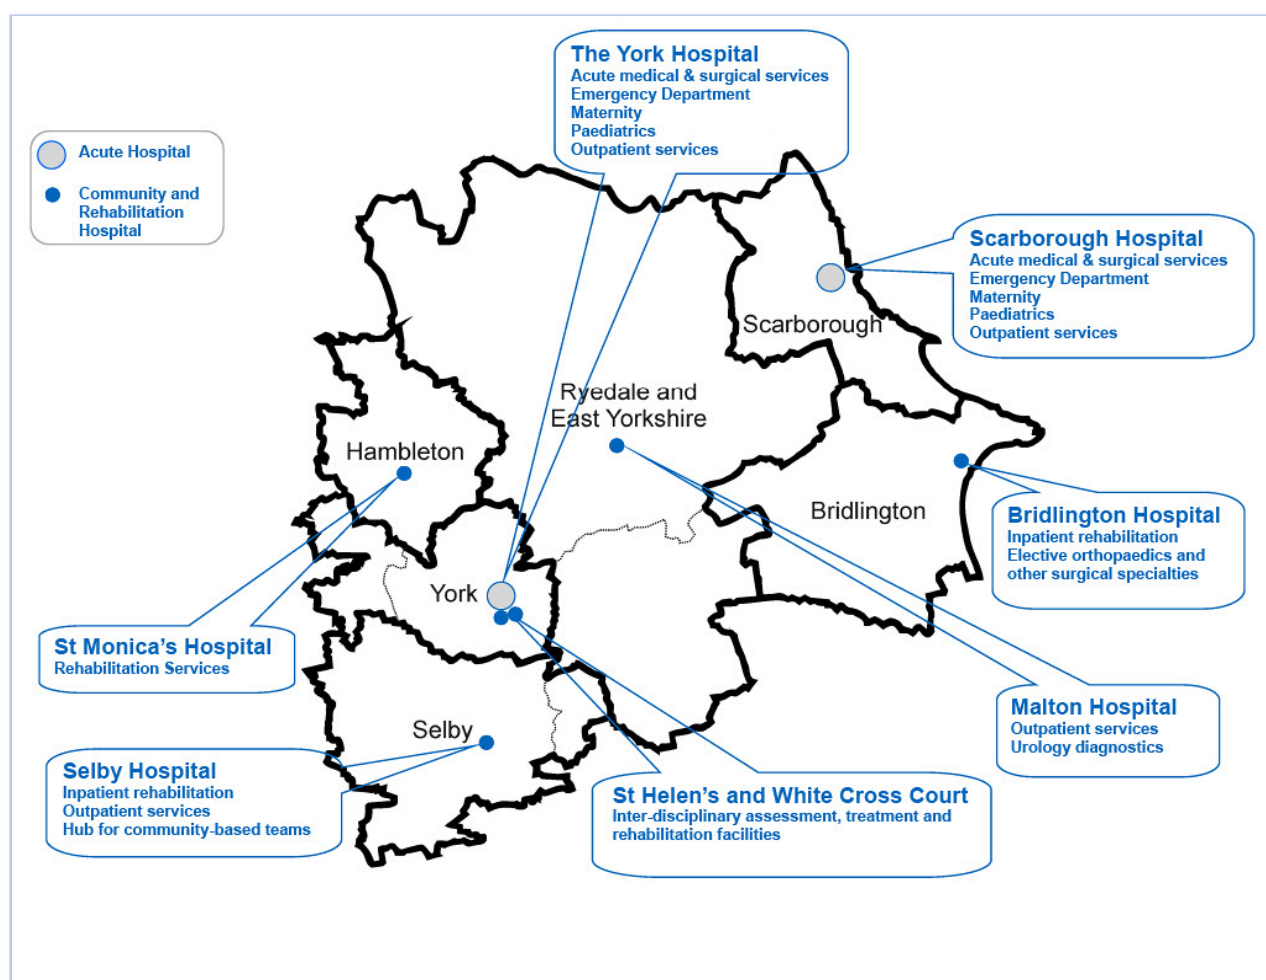 The York Hospital
Acute medical & surgical services
Emergency Department
Maternity
Paediatrics
Outpatient services
Acute Hospital
Community and
Rehabilitation
Hospital
Scarborough Hospital
Acute medical & surgical services
Emergency Department
Maternity
Paediatrics
Outpatient services
Scarborough
Ryedale and
East Yorkshire
Hambleton
Bridlington
Bridlington Hospital
Inpatient rehabilitation
Elective orthopaedics and
other surgical specialties
York
St Monica’s Hospital
Rehabilitation Services
Malton Hospital
Outpatient services
Urology diagnostics
Selby
Selby Hospital
Inpatient rehabilitation
Outpatient services
Hub for community-based teams
St Helen’s and White Cross Court
Inter-disciplinary assessment, treatment and
rehabilitation facilities